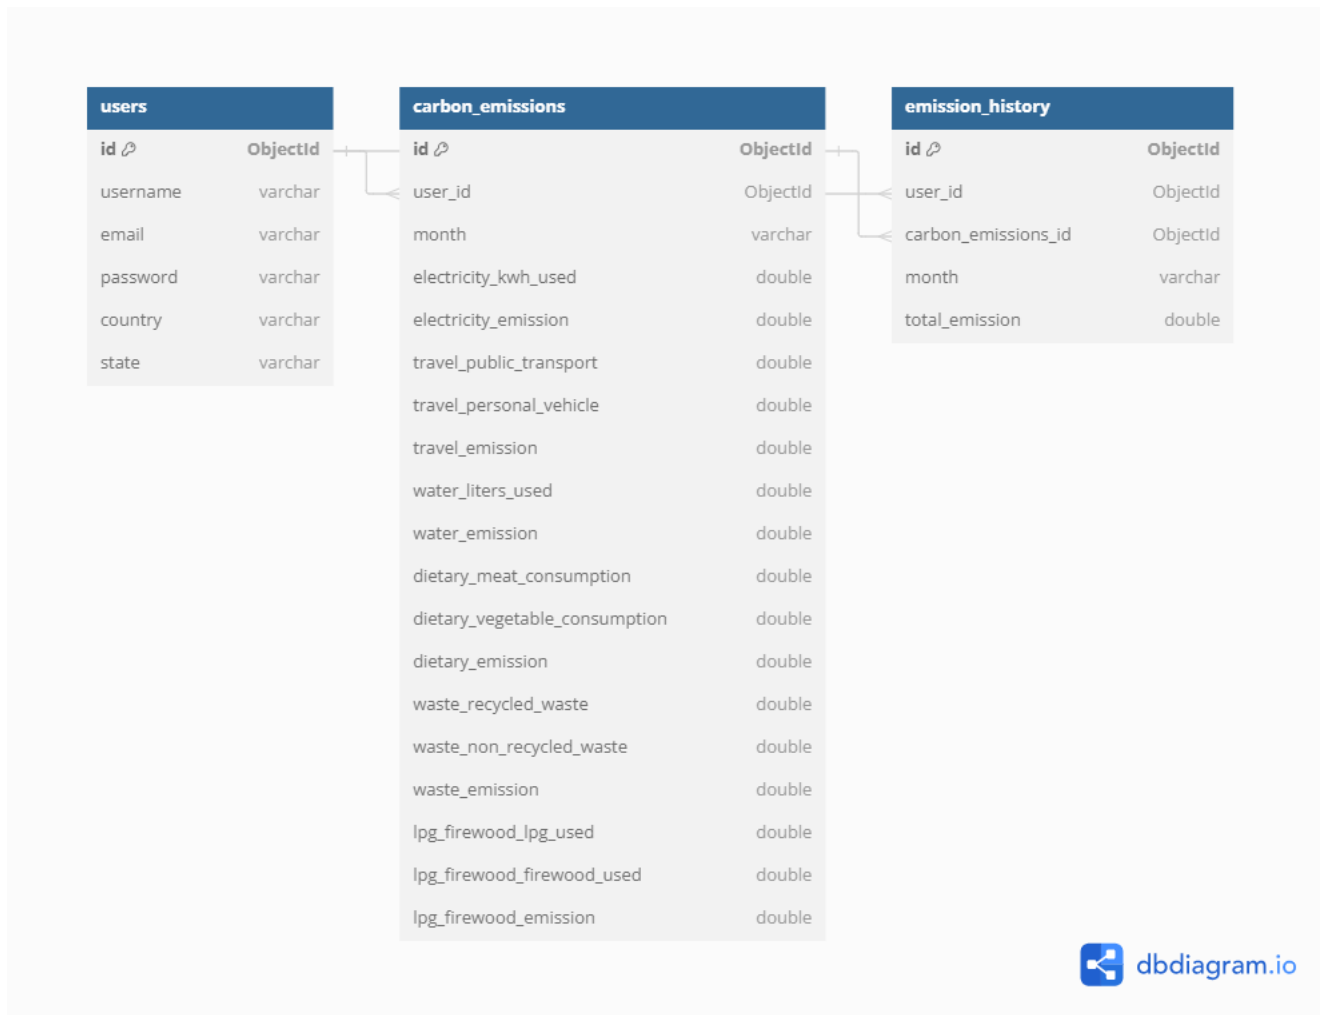 users
id ObjectId
username varchar
email varchar
password varchar
country varchar
state varchar
carbon_emissions
id ObjectId
user_id ObjectId
month varchar
electricity_kwh_used double
electricity_emission double
travel_public_transport double
travel_personal_vehicle double
travel_emission double
water_liters_used double
water_emission double
dietary_meat_consumption double
dietary_vegetable_consumption double
dietary_emission double
waste_recycled_waste double
waste_non_recycled_waste double
waste_emission double
lpg_firewood_lpg_used double
lpg_firewood_firewood_used double
lpg_firewood_emission double
emission_history
id ObjectId
user_id ObjectId
carbon_emissions_id ObjectId
month varchar
total_emission double
dbdiagram.io